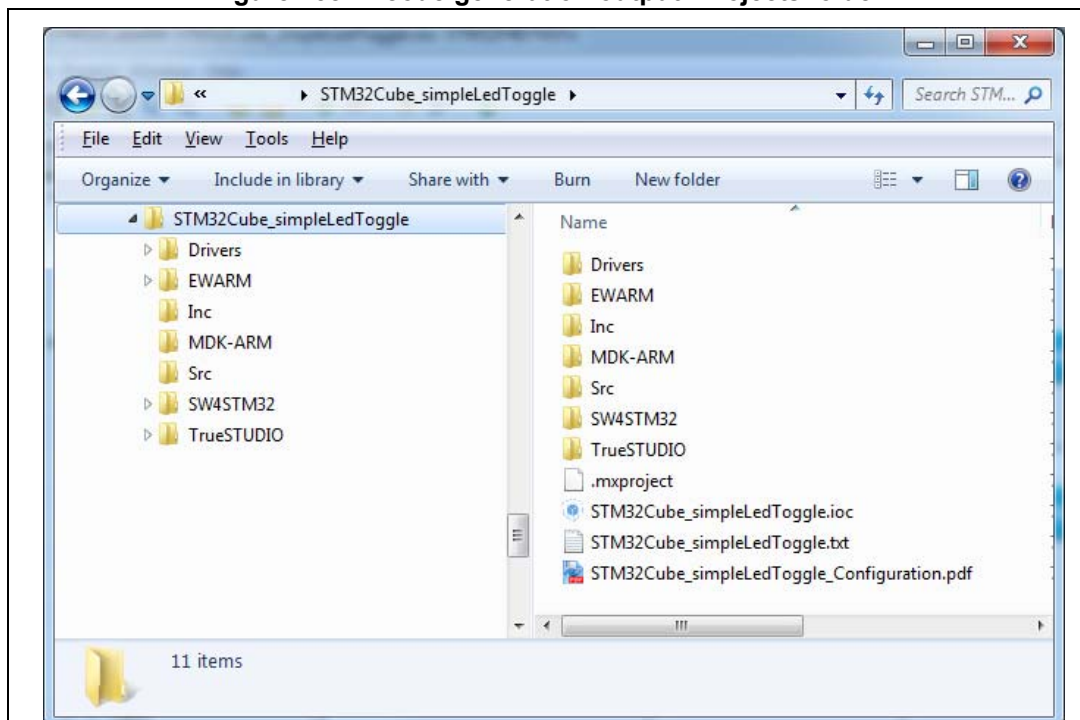 « ▸ STM32Cube_simpleLedToggle ▸ Search STM...
File Edit View Tools Help
Organize Include in library Share with Burn New folder
STM32Cube_simpleLedToggle
Drivers
EWARM
Inc
MDK-ARM
Src
SW4STM32
TrueSTUDIO
Name
Drivers
EWARM
Inc
MDK-ARM
Src
SW4STM32
TrueSTUDIO
.mxproject
STM32Cube_simpleLedToggle.ioc
STM32Cube_simpleLedToggle.txt
STM32Cube_simpleLedToggle_Configuration.pdf
11 items